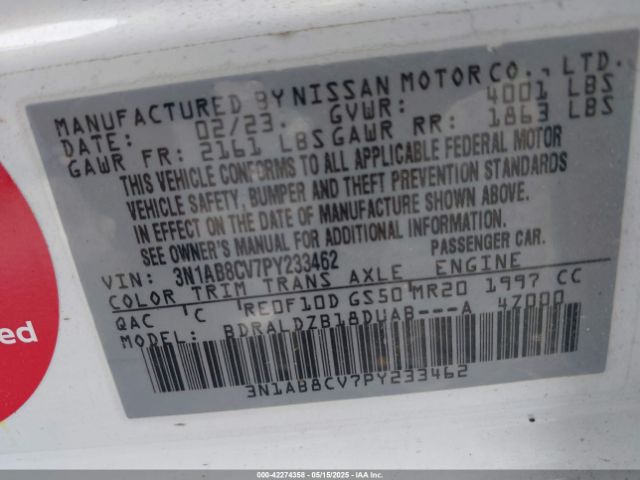 MANUFACTURED BY NISSAN MOTOR CO., LTD.
DATE: 02/23. GVWR: 4001 LBS
GAWR FR: 2161 LBS GAWR RR: 1863 LBS
THIS VEHICLE CONFORMS TO ALL APPLICABLE FEDERAL MOTOR
VEHICLE SAFETY, BUMPER AND THEFT PREVENTION STANDARDS
IN EFFECT ON THE DATE OF MANUFACTURE SHOWN ABOVE.
SEE OWNER'S MANUAL FOR ADDITIONAL INFORMATION.
PASSENGER CAR.
VIN: 3N1AB8CV7PY233462
COLOR TRIM TRANS AXLE ENGINE
QAC C RE0F10D GS50 MR20 1997 CC
MODEL: BDRALDZB18DUAB---A 4Z000
3N1AB8CV7PY233462
ed
000-42274358 - 05/15/2025 - IAAI.COM